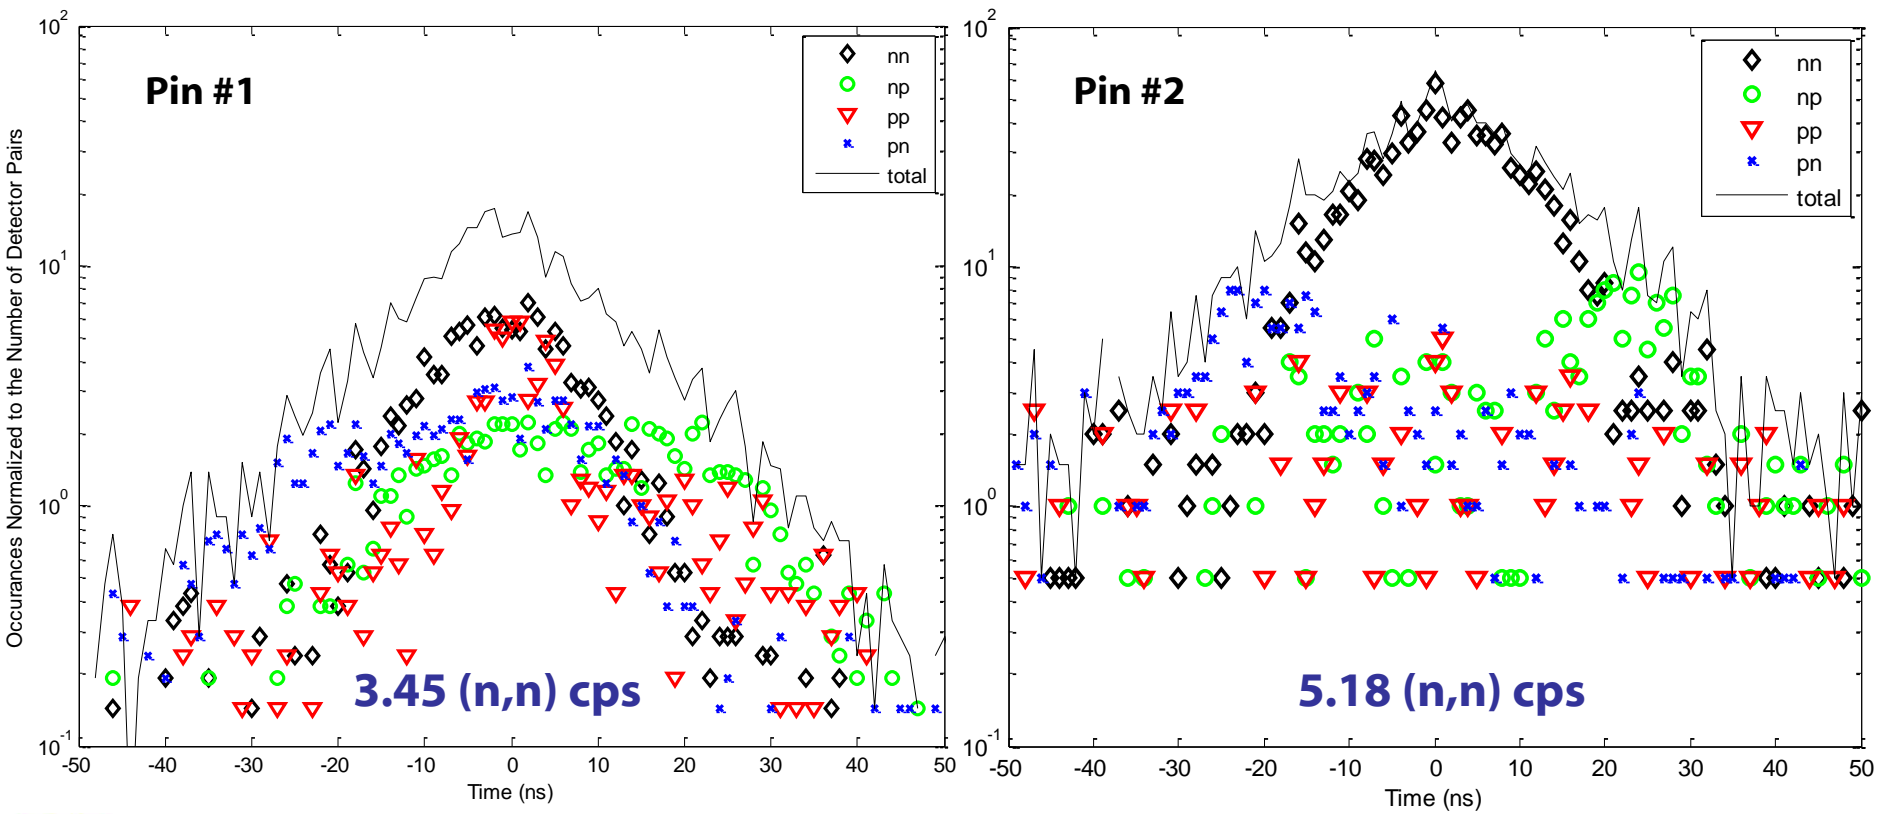 Occurances Normalized to the Number of Detector Pairs
10^2
10^1
10^0
10^-1
Pin #1
nn
np
pp
pn
total
3.45 (n,n) cps
-50 -40 -30 -20 -10 0 10 20 30 40 50
Time (ns)
10^2
10^1
10^0
10^-1
Pin #2
nn
np
pp
pn
total
5.18 (n,n) cps
-50 -40 -30 -20 -10 0 10 20 30 40 50
Time (ns)